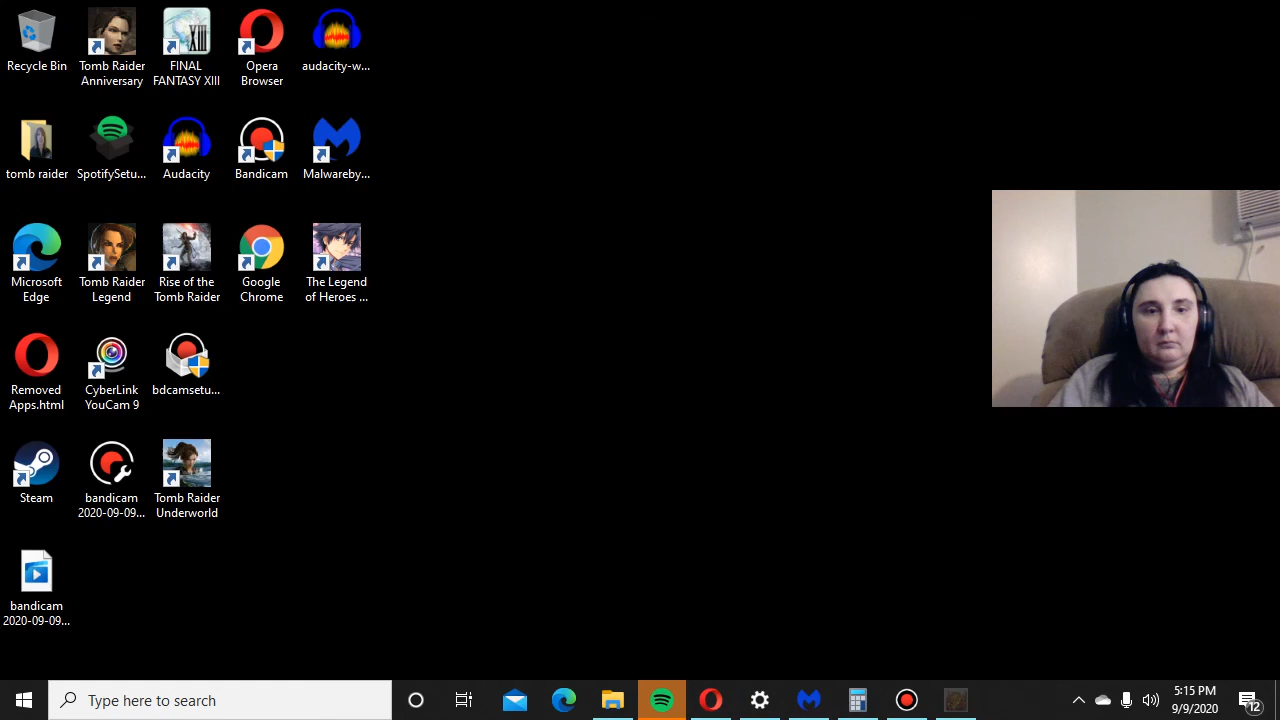 Recycle Bin
Tomb Raider
Anniversary
FINAL
FANTASY XIII
Opera
Browser
audacity-w...
tomb raider
SpotifySetu...
Audacity
Bandicam
Malwareby...
Microsoft
Edge
Tomb Raider
Legend
Rise of the
Tomb Raider
Google
Chrome
The Legend
of Heroes ...
Removed
Apps.html
CyberLink
YouCam 9
bdcamsetu...
Steam
bandicam
2020-09-09...
Tomb Raider
Underworld
bandicam
2020-09-09...
Type here to search
5:15 PM
9/9/2020
12
XIII